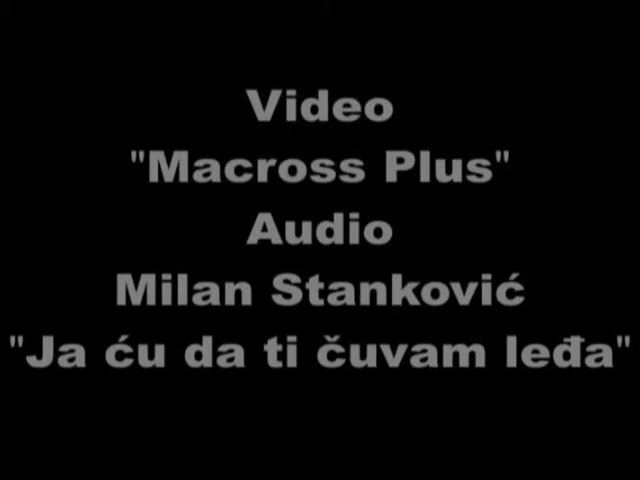 Video
"Macross Plus"
Audio
Milan Stanković
"Ja ću da ti čuvam leđa"